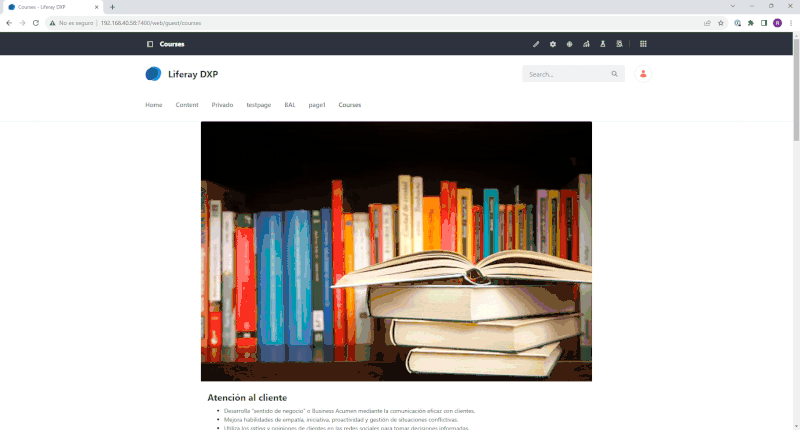 Courses - Liferay DXP
No es seguro | 192.168.40.58:7400/web/guest/courses
R
Courses
Liferay DXP
Search...
Home Content Privado testpage BAL page1 Courses
Atención al cliente
Desarrolla "sentido de negocio" o Business Acumen mediante la comunicación eficaz con clientes.
Mejora habilidades de empatía, iniciativa, proactividad y gestión de situaciones conflictivas.
Utiliza los rating y opiniones de clientes en las redes sociales para tomar decisiones informadas.